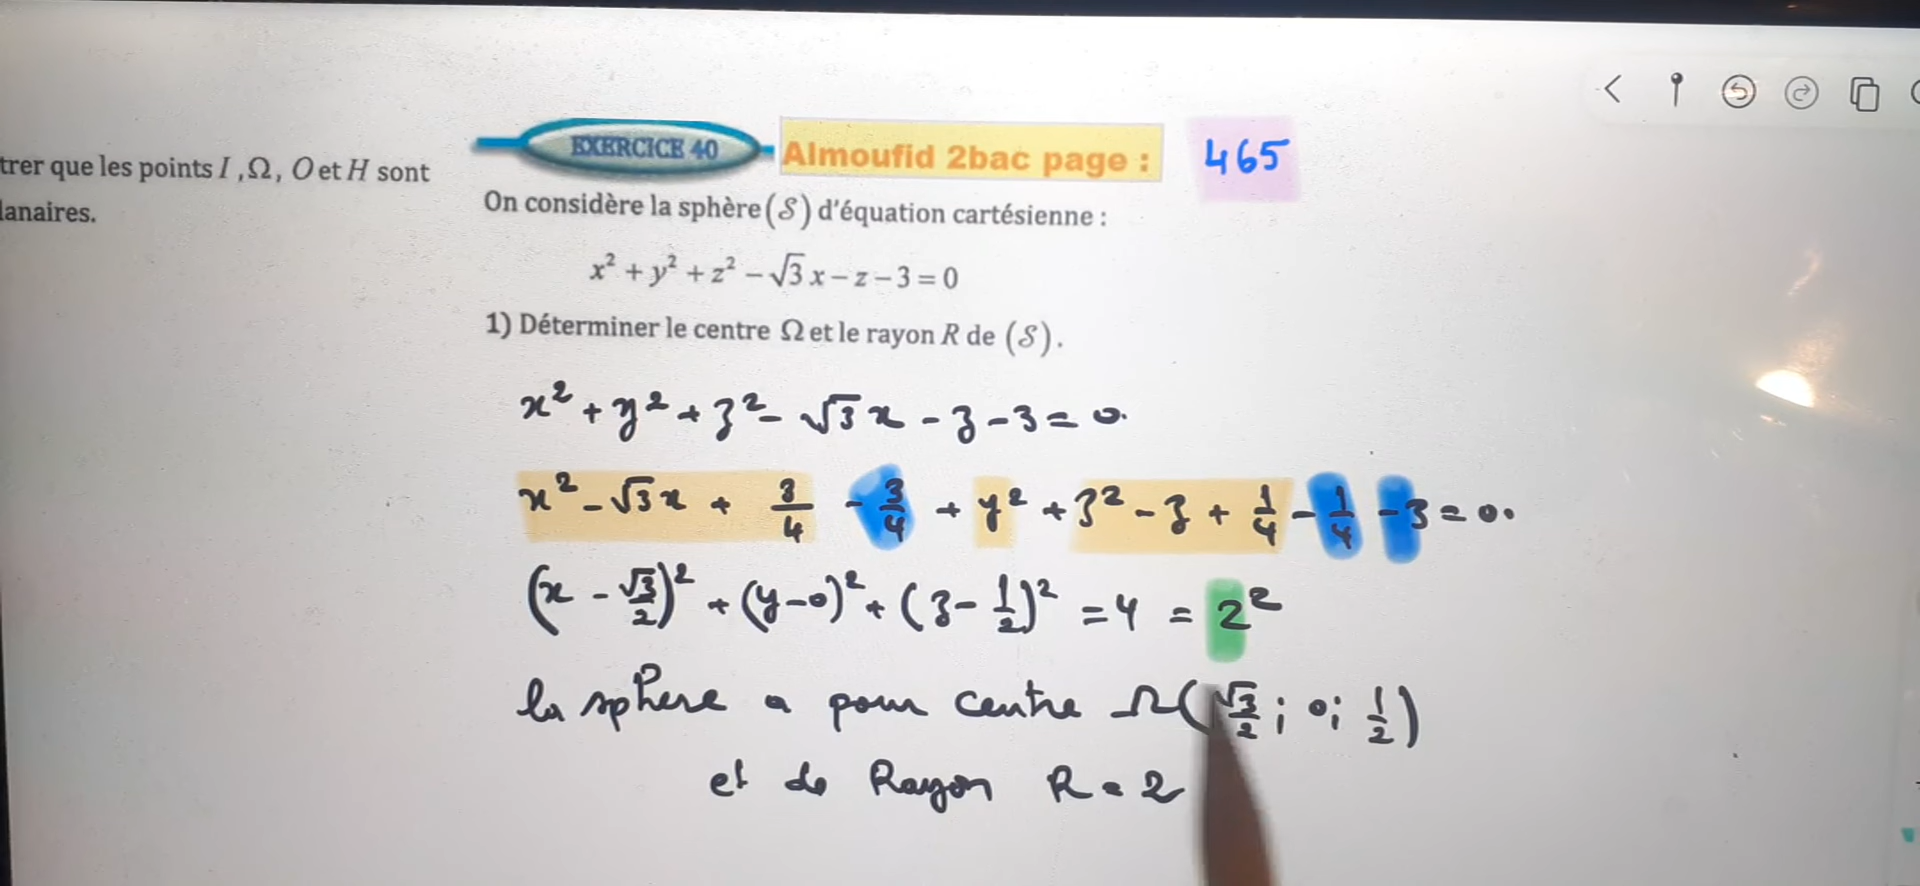 trer que les points I ,Ω, O et H sont
lanaires.
EXERCICE 40
Almoufid 2bac page : 465
On considère la sphère (S) d'équation cartésienne :
x² + y² + z² − √3 x − z − 3 = 0
1) Déterminer le centre Ω et le rayon R de (S).
x² + y² + z² − √3x − z − 3 = 0.
x² − √3x + 3/4 − 3/4 + y² + z² − z + 1/4 − 1/4 − 3 = 0.
(x − √3/2)² + (y − 0)² + (z − 1/2)² = 4 = 2²
la sphere a pour centre Ω(√3/2 ; 0; 1/2)
et de Rayon R = 2